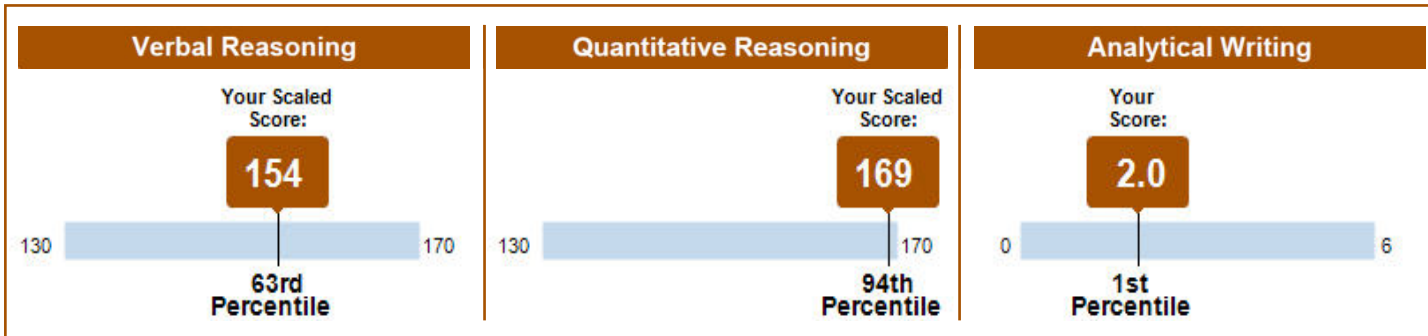 Verbal Reasoning
Your Scaled
Score:
154
130
170
63rd
Percentile
Quantitative Reasoning
Your Scaled
Score:
169
130
170
94th
Percentile
Analytical Writing
Your
Score:
2.0
0
6
1st
Percentile